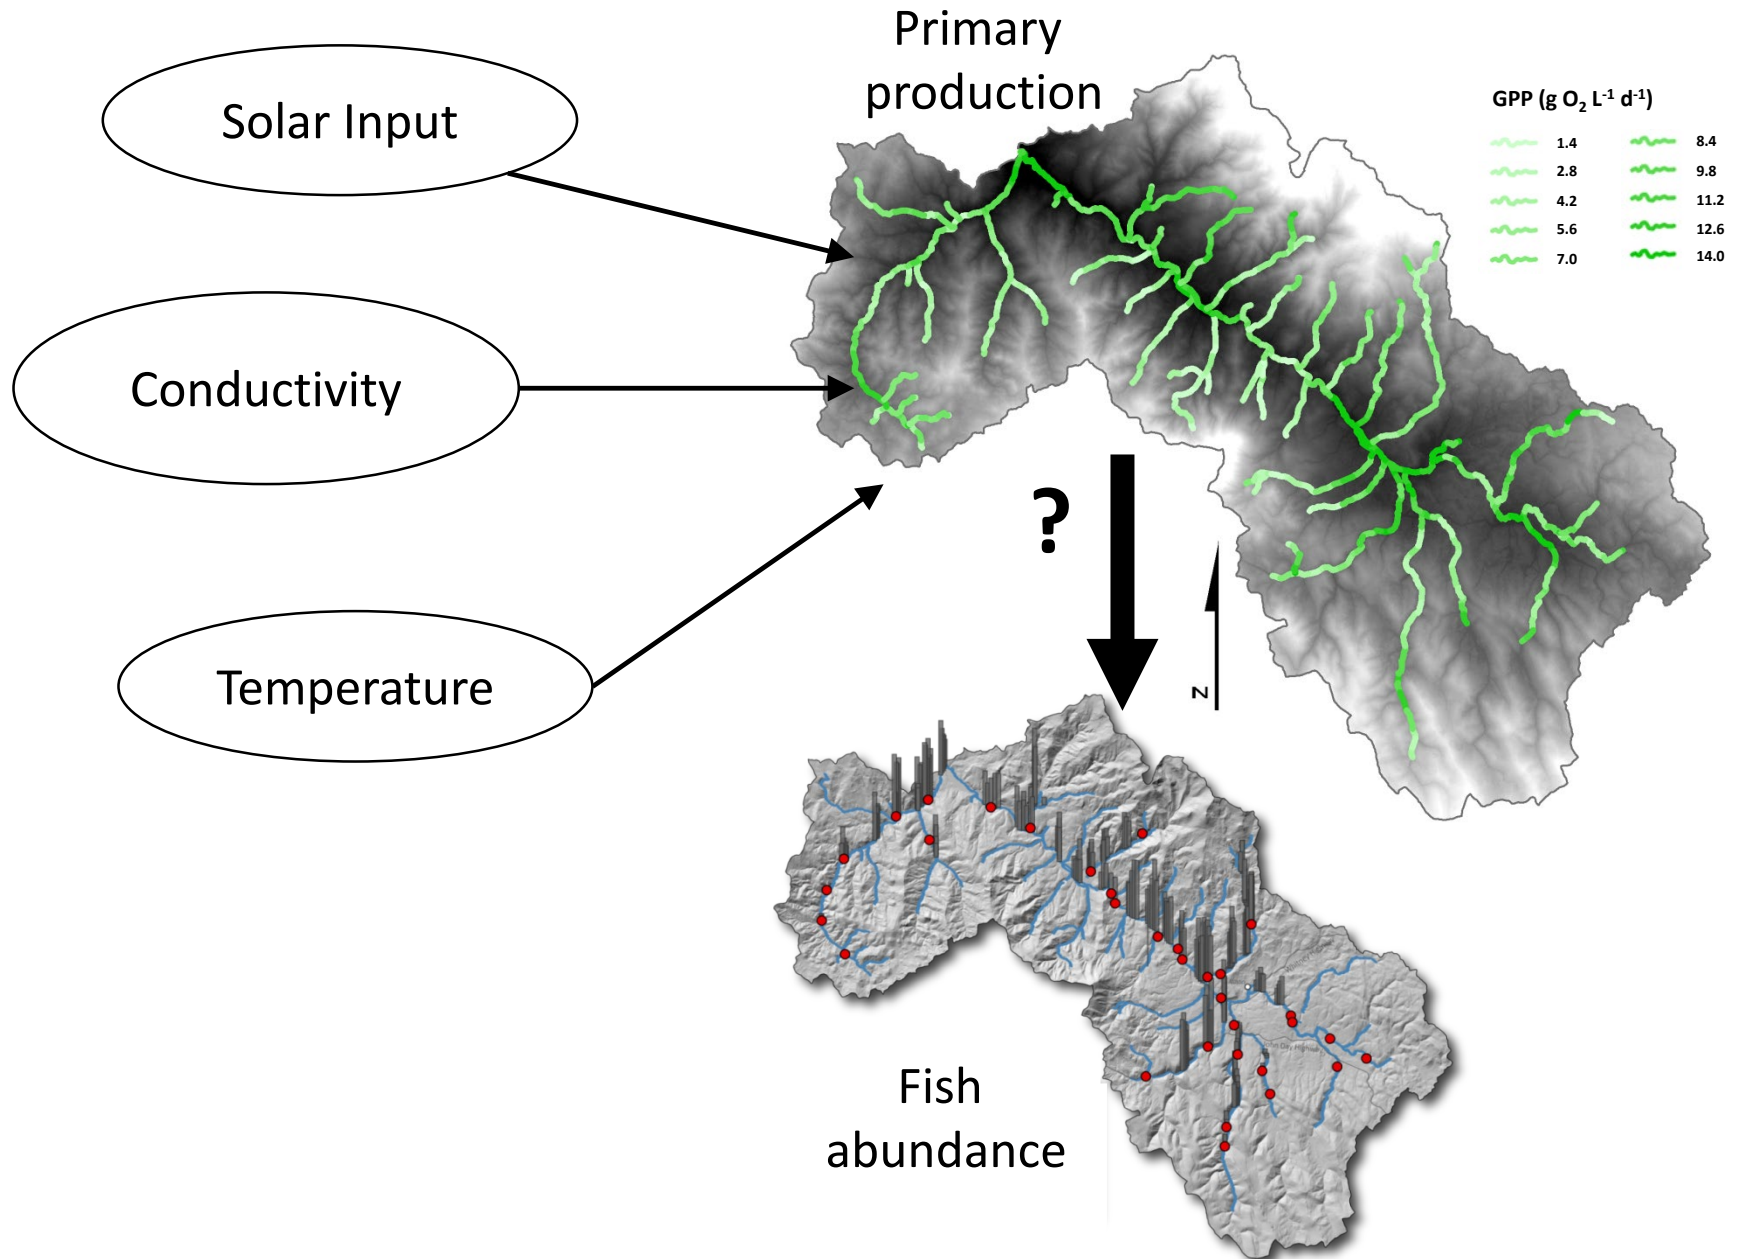 Primary
production
Solar Input
Conductivity
Temperature
GPP (g O₂ L⁻¹ d⁻¹)
1.4 8.4
2.8 9.8
4.2 11.2
5.6 12.6
7.0 14.0
?
N
Fish
abundance